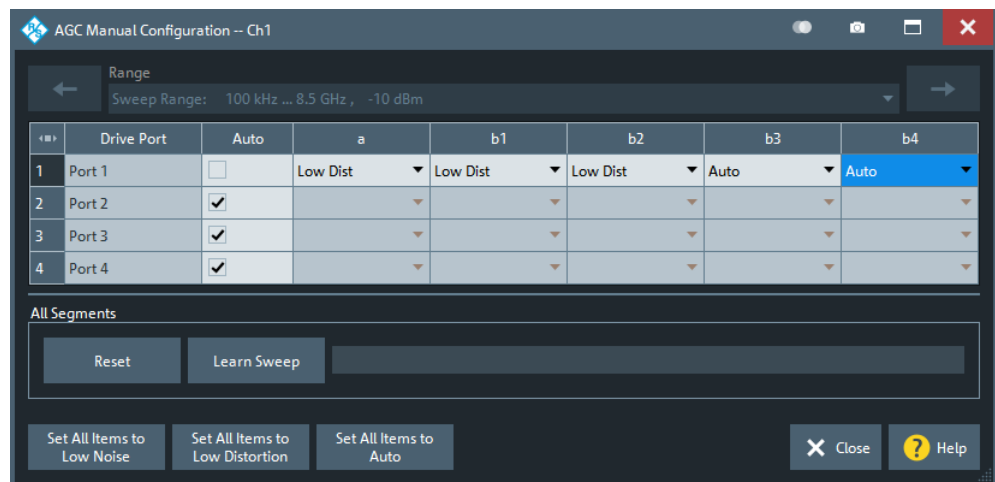 AGC Manual Configuration -- Ch1
Range
Sweep Range: 100 kHz ... 8.5 GHz , -10 dBm
Drive Port Auto a b1 b2 b3 b4
1 Port 1 Low Dist Low Dist Low Dist Auto Auto
2 Port 2
3 Port 3
4 Port 4
All Segments
Reset Learn Sweep
Set All Items to Low Noise
Set All Items to Low Distortion
Set All Items to Auto
Close ? Help